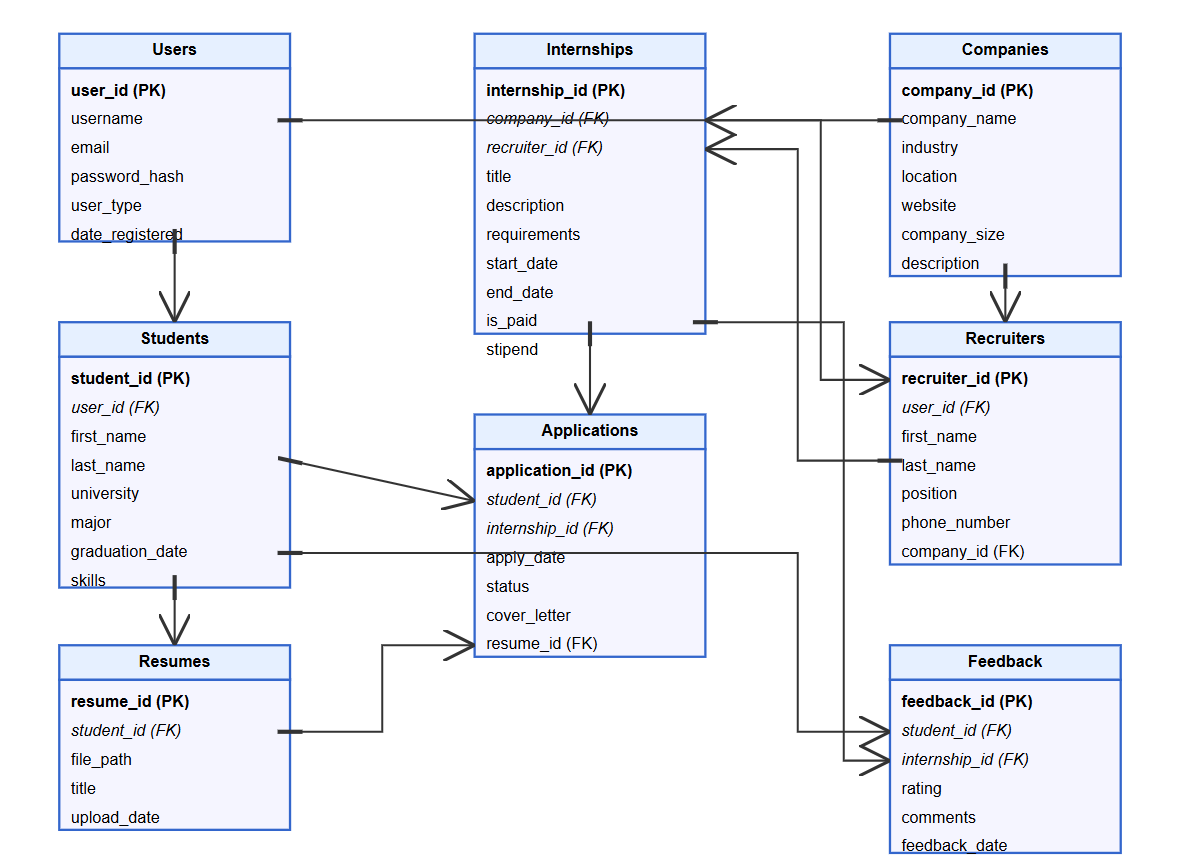 Users
user_id (PK)
username
email
password_hash
user_type
date_registered
Internships
internship_id (PK)
company_id (FK)
recruiter_id (FK)
title
description
requirements
start_date
end_date
is_paid
stipend
Companies
company_id (PK)
company_name
industry
location
website
company_size
description
Students
student_id (PK)
user_id (FK)
first_name
last_name
university
major
graduation_date
skills
Applications
application_id (PK)
student_id (FK)
internship_id (FK)
apply_date
status
cover_letter
resume_id (FK)
Recruiters
recruiter_id (PK)
user_id (FK)
first_name
last_name
position
phone_number
company_id (FK)
Resumes
resume_id (PK)
student_id (FK)
file_path
title
upload_date
Feedback
feedback_id (PK)
student_id (FK)
internship_id (FK)
rating
comments
feedback_date